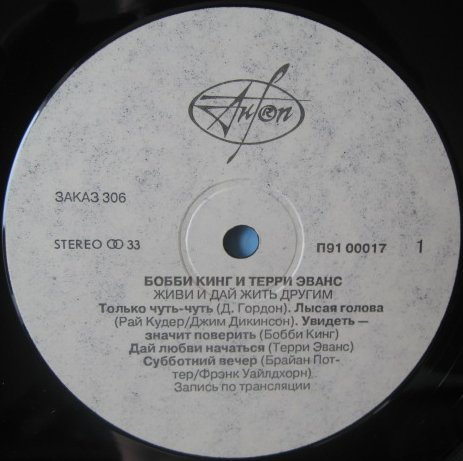 Антроп
ЗАКАЗ 306
STEREO ꝏ 33
П91 00017 1
БОББИ КИНГ И ТЕРРИ ЭВАНС
ЖИВИ И ДАЙ ЖИТЬ ДРУГИМ
Только чуть-чуть (Д. Гордон). Лысая голова
(Рай Кудер/Джим Дикинсон). Увидеть —
значит поверить (Бобби Кинг)
Дай любви начаться (Терри Эванс)
Субботний вечер (Брайан Пот-
тер/Фрэнк Уайлдхорн)
Запись по трансляции